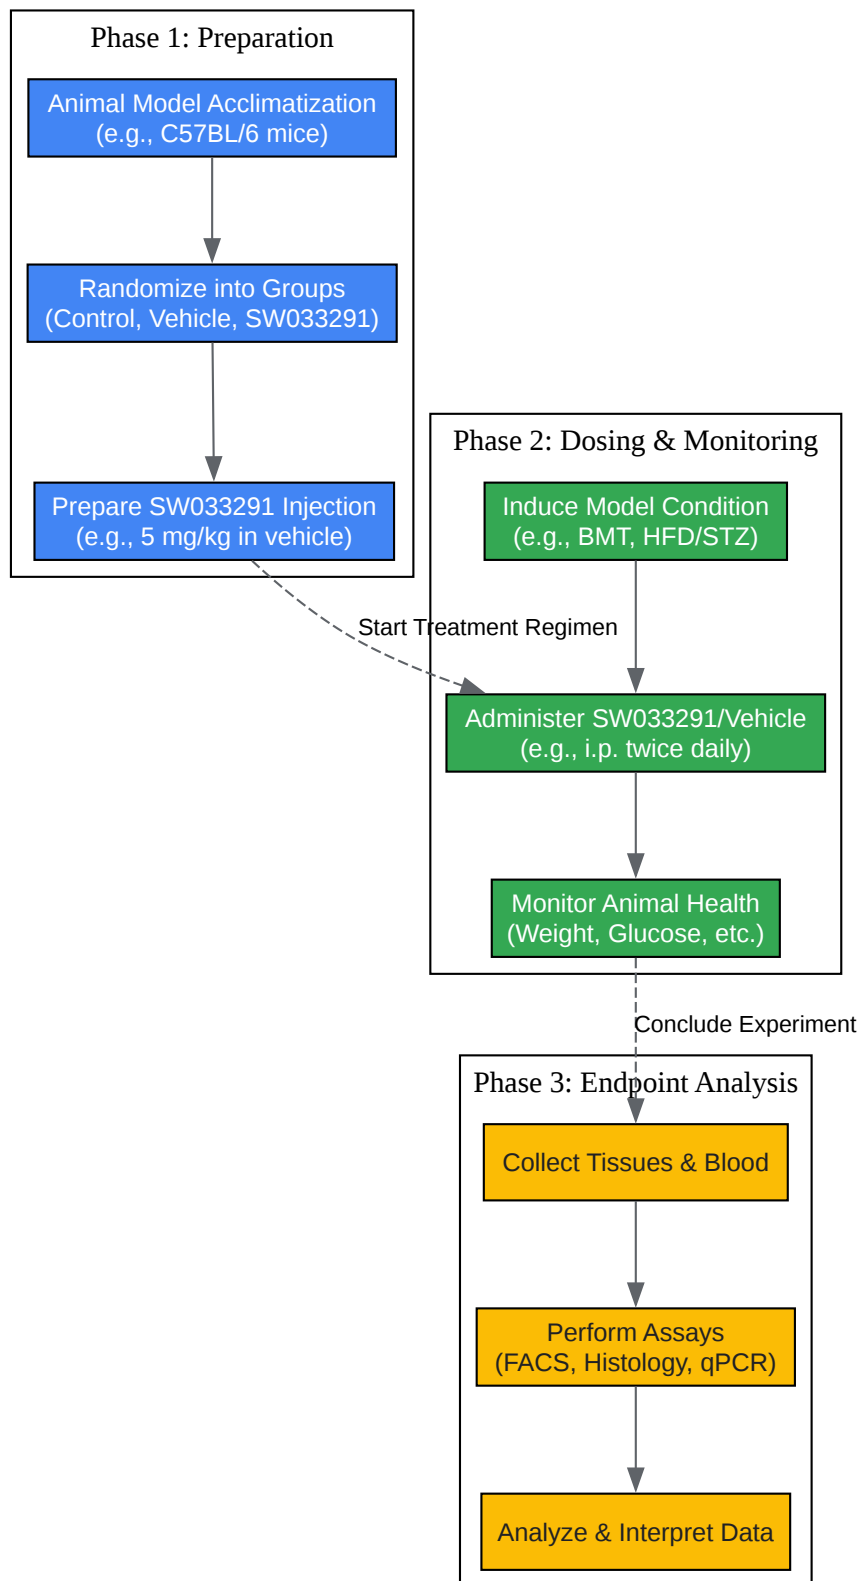 Phase 1: Preparation
Animal Model Acclimatization
(e.g., C57BL/6 mice)
Randomize into Groups
(Control, Vehicle, SW033291)
Prepare SW033291 Injection
(e.g., 5 mg/kg in vehicle)
Phase 2: Dosing & Monitoring
Induce Model Condition
(e.g., BMT, HFD/STZ)
Start Treatment Regimen
Administer SW033291/Vehicle
(e.g., i.p. twice daily)
Monitor Animal Health
(Weight, Glucose, etc.)
Conclude Experiment
Phase 3: Endpoint Analysis
Collect Tissues & Blood
Perform Assays
(FACS, Histology, qPCR)
Analyze & Interpret Data